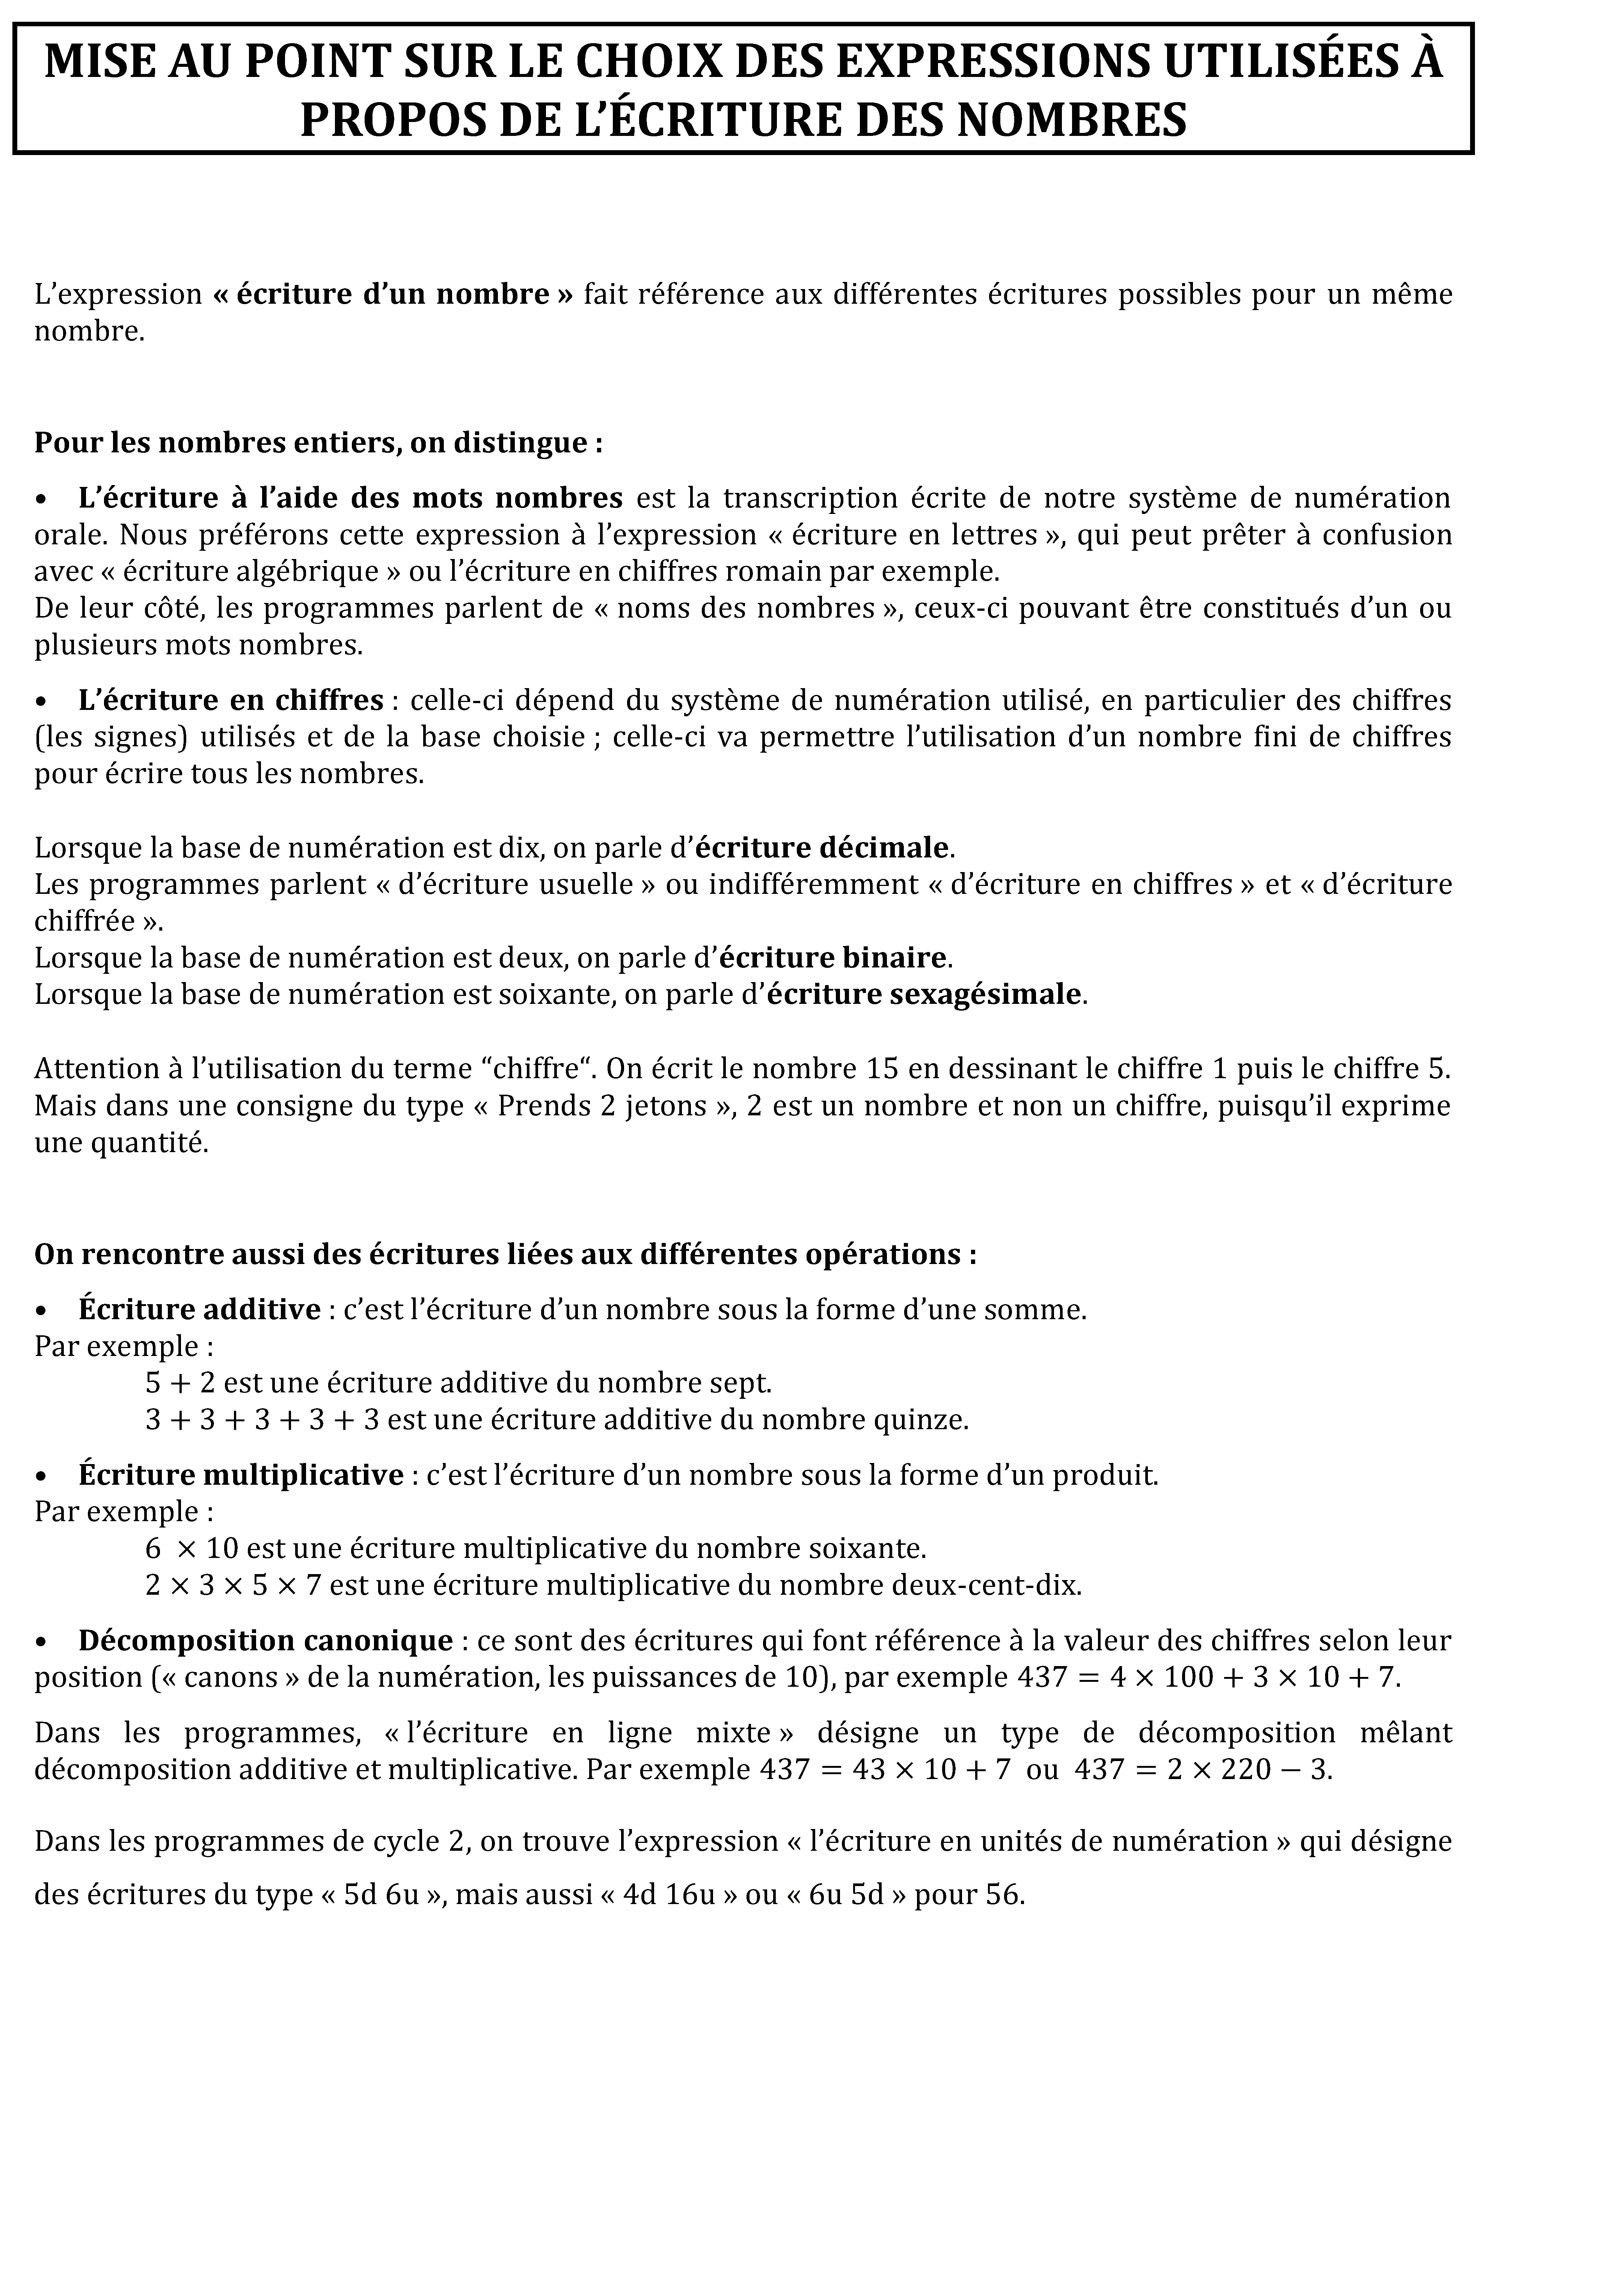 MISE AU POINT SUR LE CHOIX DES EXPRESSIONS UTILISÉES À
PROPOS DE L’ÉCRITURE DES NOMBRES
L’expression « écriture d’un nombre » fait référence aux différentes écritures possibles pour un même
nombre.
Pour les nombres entiers, on distingue :
• L’écriture à l’aide des mots nombres est la transcription écrite de notre système de numération
orale. Nous préférons cette expression à l’expression « écriture en lettres », qui peut prêter à confusion
avec « écriture algébrique » ou l’écriture en chiffres romain par exemple.
De leur côté, les programmes parlent de « noms des nombres », ceux-ci pouvant être constitués d’un ou
plusieurs mots nombres.
• L’écriture en chiffres : celle-ci dépend du système de numération utilisé, en particulier des chiffres
(les signes) utilisés et de la base choisie ; celle-ci va permettre l’utilisation d’un nombre fini de chiffres
pour écrire tous les nombres.
Lorsque la base de numération est dix, on parle d’écriture décimale.
Les programmes parlent « d’écriture usuelle » ou indifféremment « d’écriture en chiffres » et « d’écriture
chiffrée ».
Lorsque la base de numération est deux, on parle d’écriture binaire.
Lorsque la base de numération est soixante, on parle d’écriture sexagésimale.
Attention à l’utilisation du terme “chiffre“. On écrit le nombre 15 en dessinant le chiffre 1 puis le chiffre 5.
Mais dans une consigne du type « Prends 2 jetons », 2 est un nombre et non un chiffre, puisqu’il exprime
une quantité.
On rencontre aussi des écritures liées aux différentes opérations :
• Écriture additive : c’est l’écriture d’un nombre sous la forme d’une somme.
Par exemple :
5 + 2 est une écriture additive du nombre sept.
3 + 3 + 3 + 3 + 3 est une écriture additive du nombre quinze.
• Écriture multiplicative : c’est l’écriture d’un nombre sous la forme d’un produit.
Par exemple :
6 × 10 est une écriture multiplicative du nombre soixante.
2 × 3 × 5 × 7 est une écriture multiplicative du nombre deux-cent-dix.
• Décomposition canonique : ce sont des écritures qui font référence à la valeur des chiffres selon leur
position (« canons » de la numération, les puissances de 10), par exemple 437 = 4 × 100 + 3 × 10 + 7.
Dans les programmes, « l’écriture en ligne mixte » désigne un type de décomposition mêlant
décomposition additive et multiplicative. Par exemple 437 = 43 × 10 + 7 ou 437 = 2 × 220 − 3.
Dans les programmes de cycle 2, on trouve l’expression « l’écriture en unités de numération » qui désigne
des écritures du type « 5d 6u », mais aussi « 4d 16u » ou « 6u 5d » pour 56.